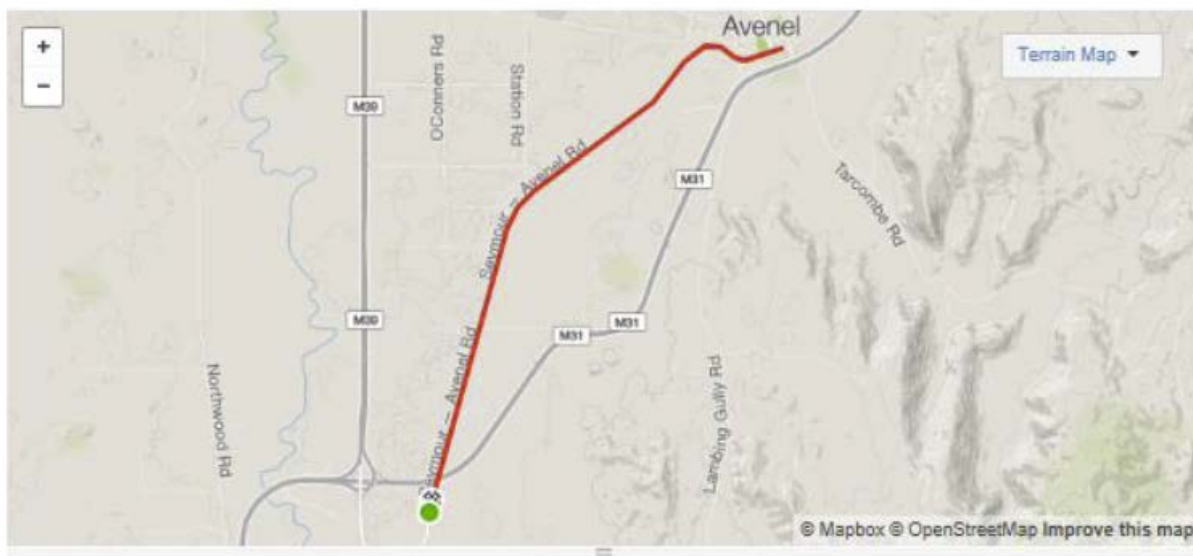 +
−
Avenel
Terrain Map
M39
O'Conners Rd
Station Rd
Seymour – Avenel Rd
M31
Tarcombe Rd
M39
M31
M31
Seymour – Avenel Rd
Northwood Rd
Lambing Gully Rd
© Mapbox © OpenStreetMap Improve this map